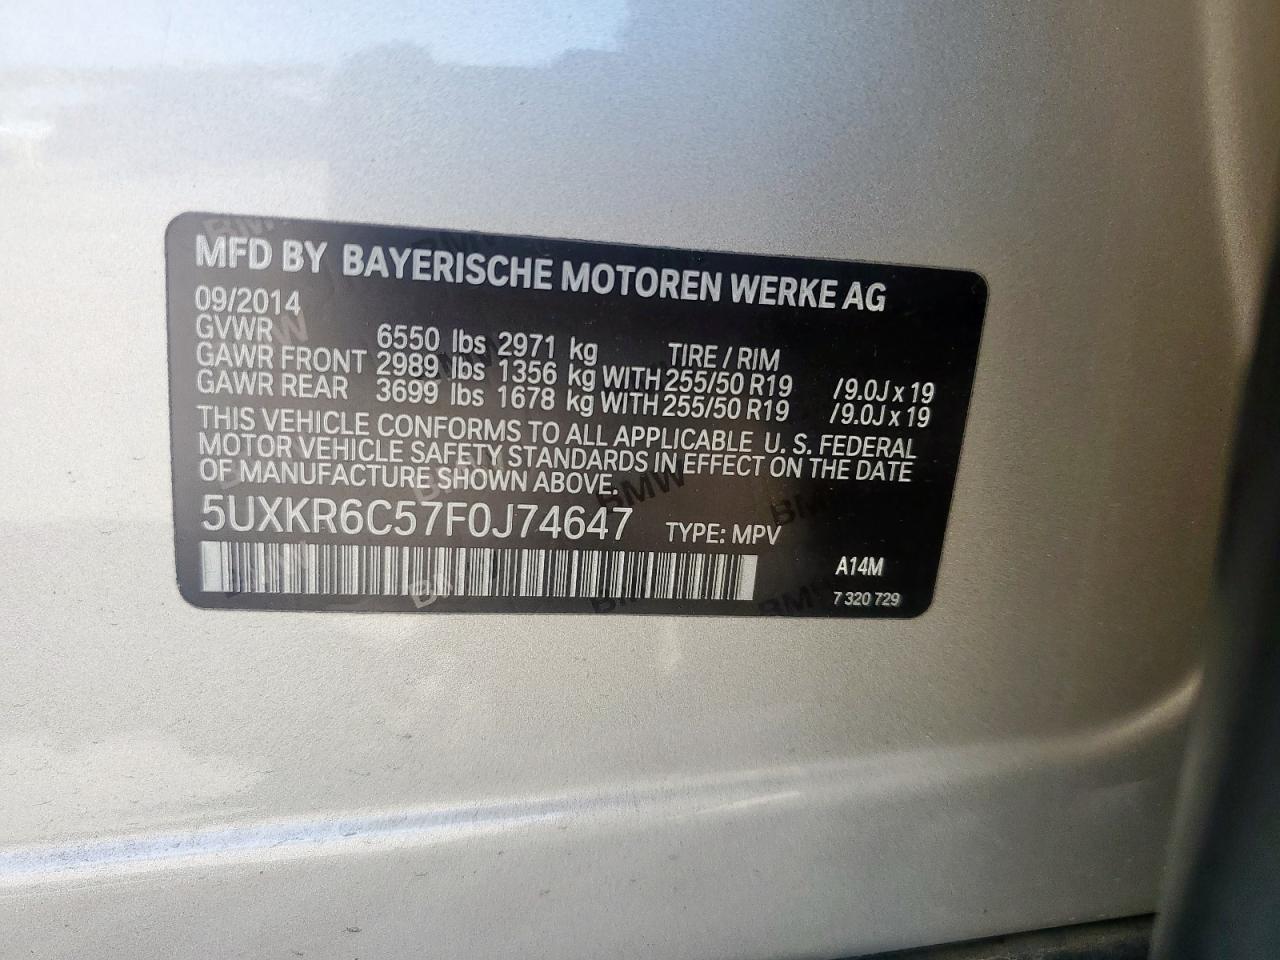 MFD BY BAYERISCHE MOTOREN WERKE AG
09/2014
GVWR 6550 lbs 2971 kg TIRE / RIM
GAWR FRONT 2989 lbs 1356 kg WITH 255/50 R19 /9.0J x 19
GAWR REAR 3699 lbs 1678 kg WITH 255/50 R19 /9.0J x 19
THIS VEHICLE CONFORMS TO ALL APPLICABLE U. S. FEDERAL
MOTOR VEHICLE SAFETY STANDARDS IN EFFECT ON THE DATE
OF MANUFACTURE SHOWN ABOVE.
5UXKR6C57F0J74647 TYPE: MPV
A14M
7 320 729